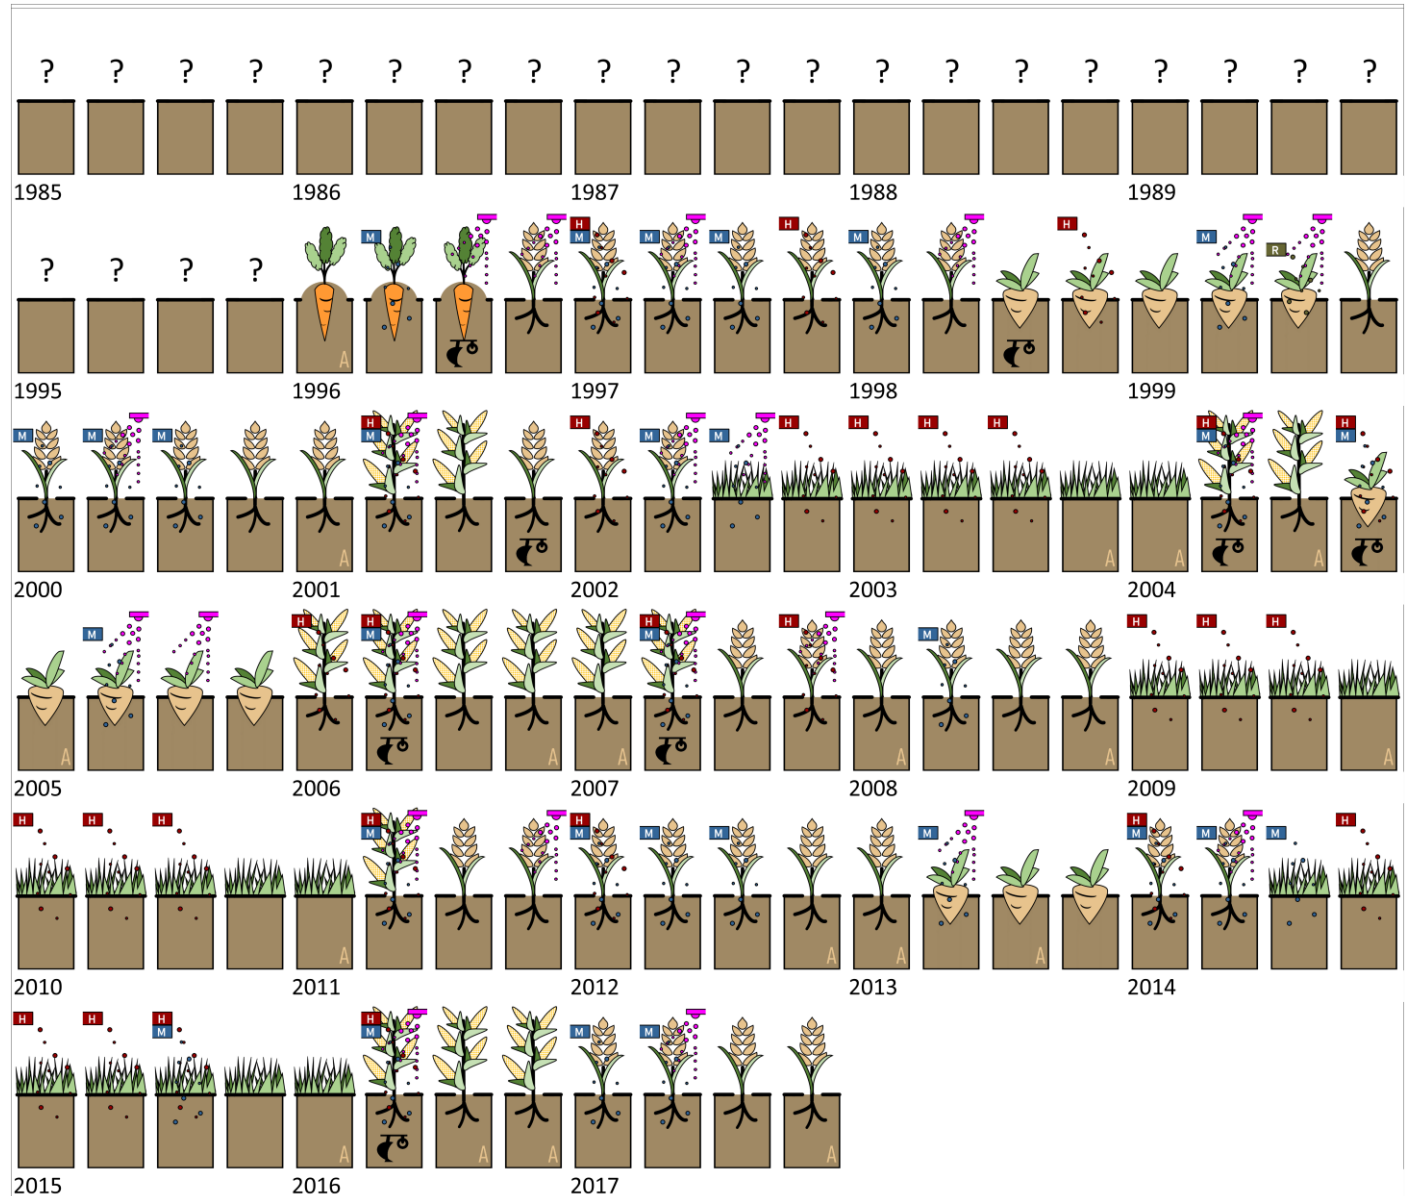 ? ? ? ? ? ? ? ? ? ? ? ? ? ? ? ? ? ? ? ?
1985 1986 1987 1988 1989
H H H
M M M M M M
R
? ? ? ?
A
1995 1996 1997 1998 1999
H H H H H H H H
M M M M M M M M
A A A A
2000 2001 2002 2003 2004
H H H H H H H
M M M M
A A A A A A
2005 2006 2007 2008 2009
H H H H H H H
M M M M M M M M
A A A A
2010 2011 2012 2013 2014
H H H H
M M M M
A A A A
2015 2016 2017